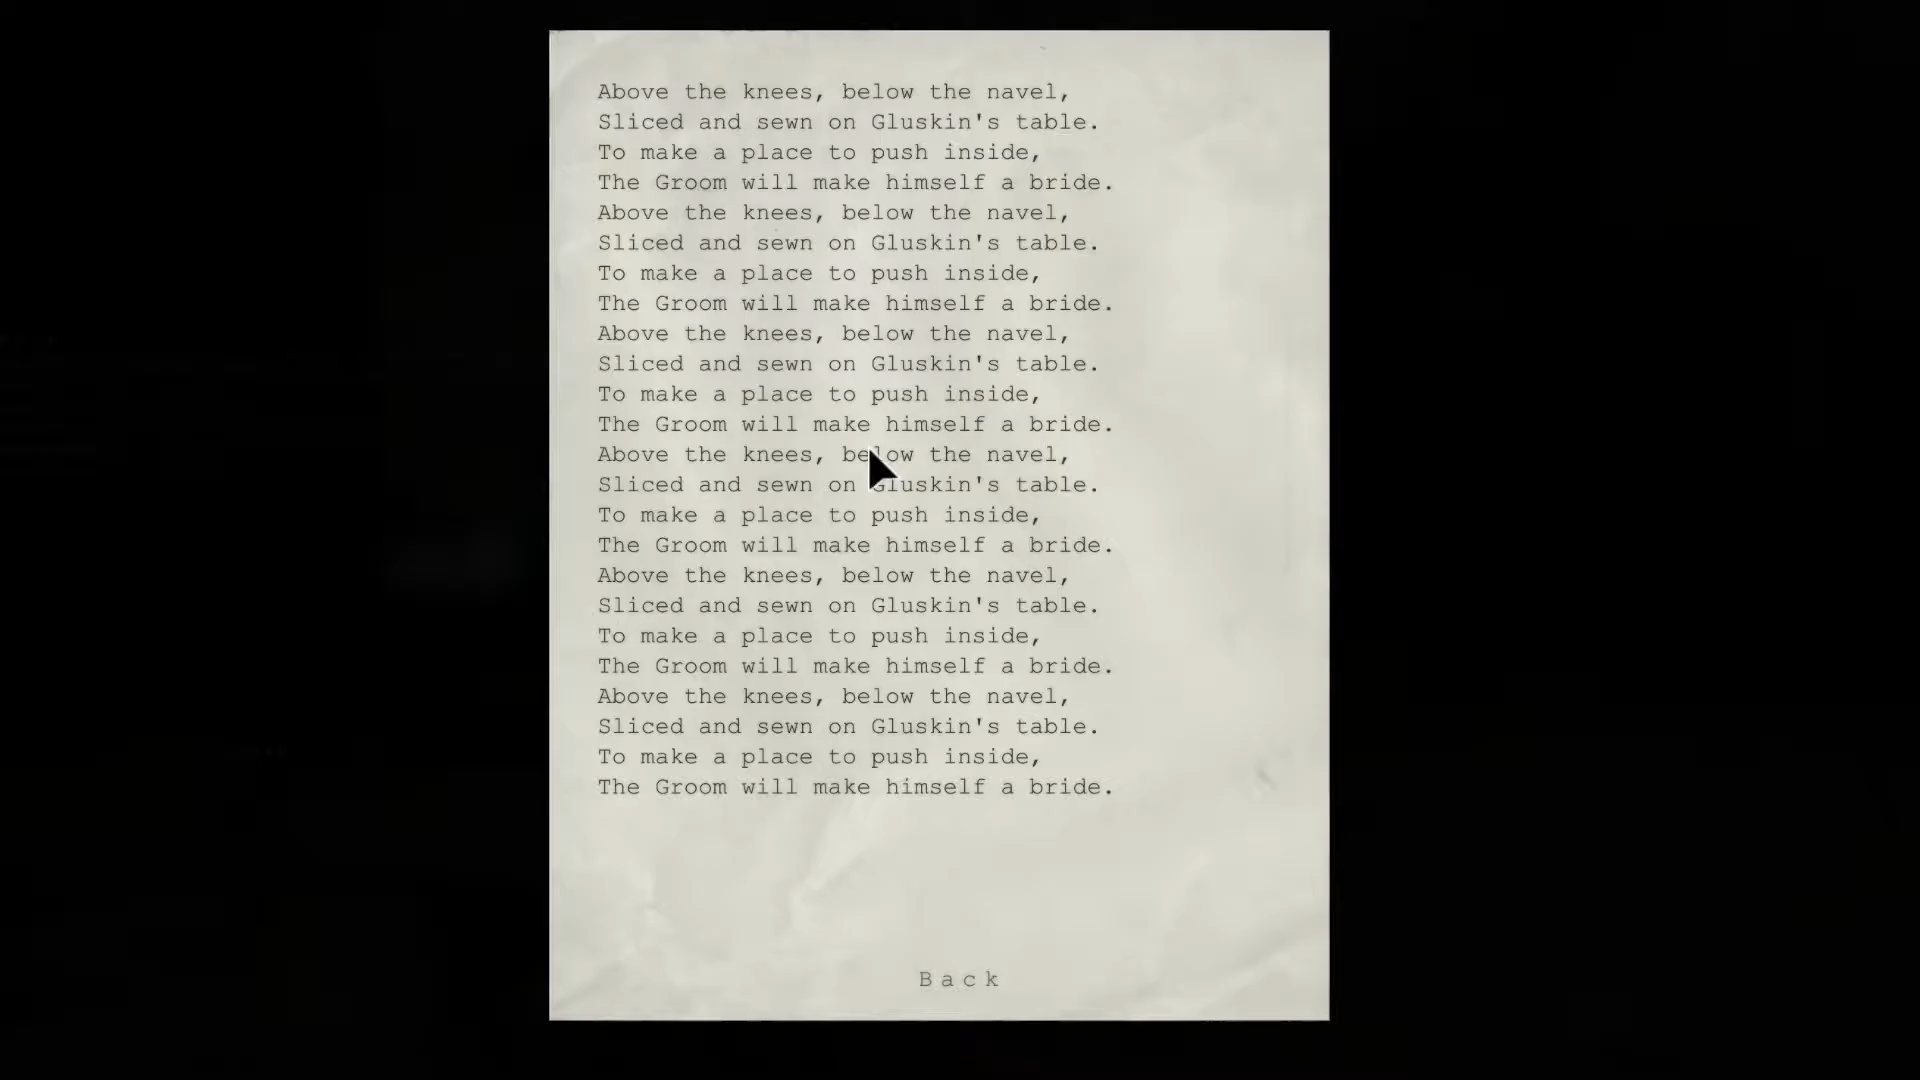 Above the knees, below the navel,
Sliced and sewn on Gluskin's table.
To make a place to push inside,
The Groom will make himself a bride.
Above the knees, below the navel,
Sliced and sewn on Gluskin's table.
To make a place to push inside,
The Groom will make himself a bride.
Above the knees, below the navel,
Sliced and sewn on Gluskin's table.
To make a place to push inside,
The Groom will make himself a bride.
Above the knees, below the navel,
Sliced and sewn on Gluskin's table.
To make a place to push inside,
The Groom will make himself a bride.
Above the knees, below the navel,
Sliced and sewn on Gluskin's table.
To make a place to push inside,
The Groom will make himself a bride.
Above the knees, below the navel,
Sliced and sewn on Gluskin's table.
To make a place to push inside,
The Groom will make himself a bride.
Back